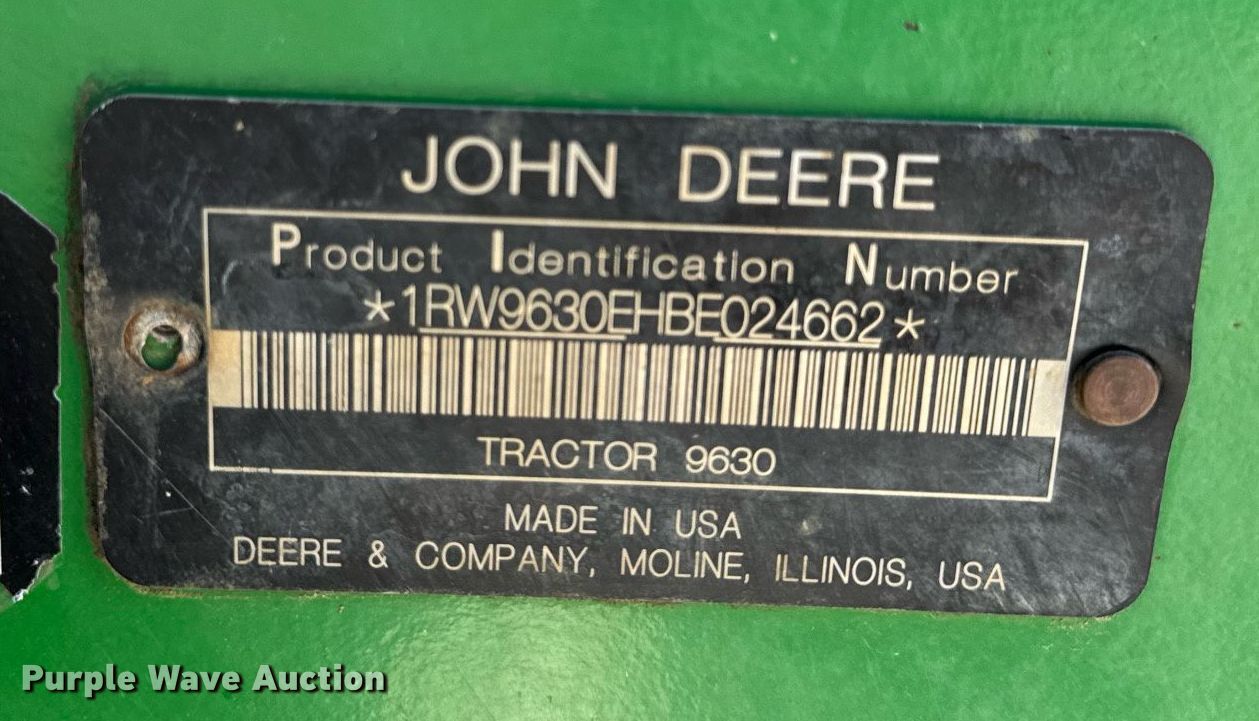 JOHN DEERE
Product Identification Number
*1RW9630EHBE024662*
TRACTOR 9630
MADE IN USA
DEERE & COMPANY, MOLINE, ILLINOIS, USA
Purple Wave Auction